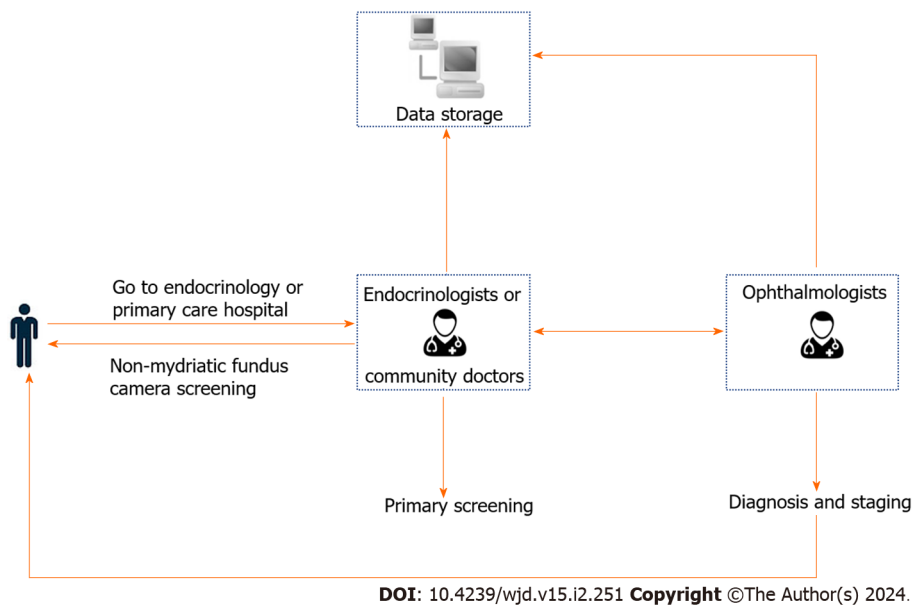 Data storage
Go to endocrinology or
primary care hospital
Non-mydriatic fundus
camera screening
Endocrinologists or
community doctors
Ophthalmologists
Primary screening
Diagnosis and staging
DOI: 10.4239/wjd.v15.i2.251 Copyright ©The Author(s) 2024.